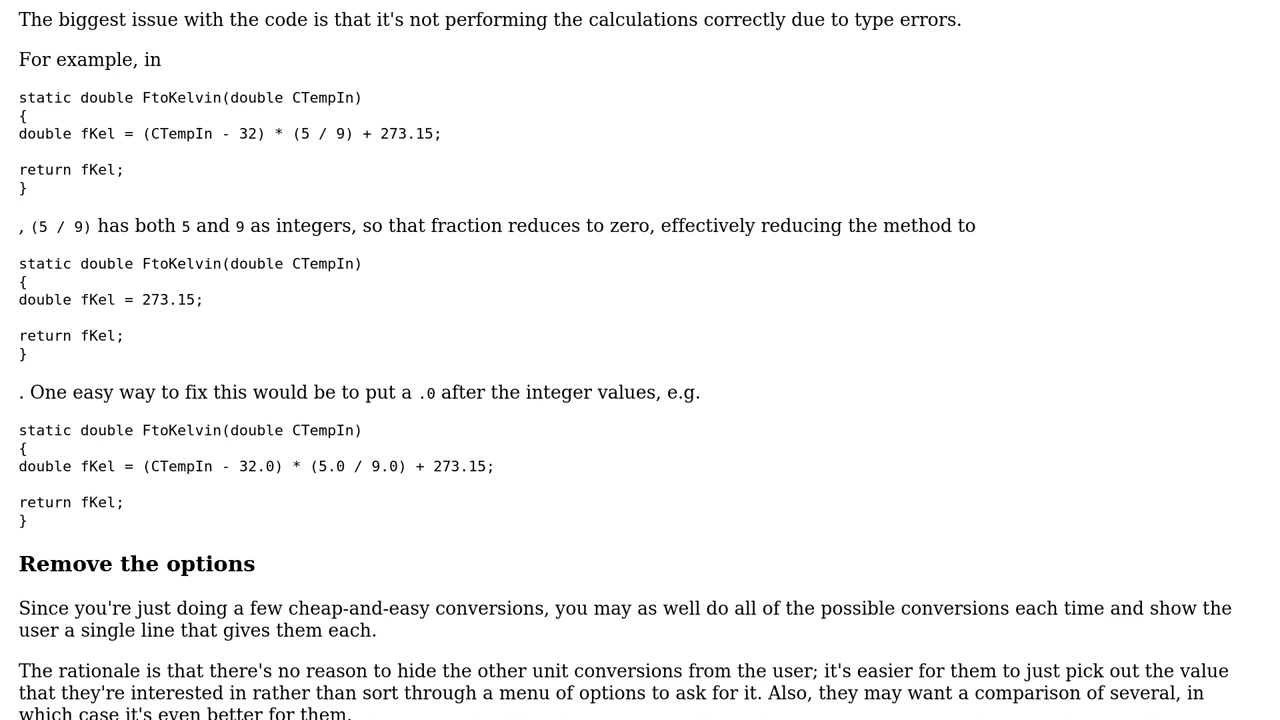 The biggest issue with the code is that it's not performing the calculations correctly due to type errors.
For example, in
static double FtoKelvin(double CTempIn)
{
double fKel = (CTempIn - 32) * (5 / 9) + 273.15;
return fKel;
}
, (5 / 9) has both 5 and 9 as integers, so that fraction reduces to zero, effectively reducing the method to
static double FtoKelvin(double CTempIn)
{
double fKel = 273.15;
return fKel;
}
. One easy way to fix this would be to put a .0 after the integer values, e.g.
static double FtoKelvin(double CTempIn)
{
double fKel = (CTempIn - 32.0) * (5.0 / 9.0) + 273.15;
return fKel;
}
Remove the options
Since you're just doing a few cheap-and-easy conversions, you may as well do all of the possible conversions each time and show the
user a single line that gives them each.
The rationale is that there's no reason to hide the other unit conversions from the user; it's easier for them to just pick out the value
that they're interested in rather than sort through a menu of options to ask for it. Also, they may want a comparison of several, in
which case it's even better for them.